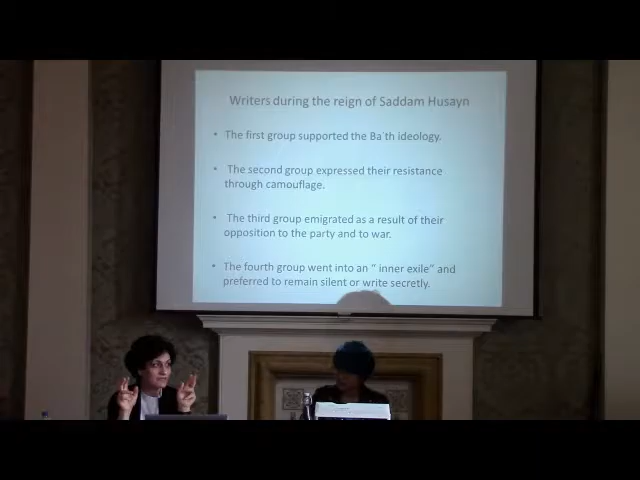 Writers during the reign of Saddam Husayn
• The first group supported the Ba`th ideology.
• The second group expressed their resistance
through camouflage.
• The third group emigrated as a result of their
opposition to the party and to war.
• The fourth group went into an " inner exile" and
preferred to remain silent or write secretly.